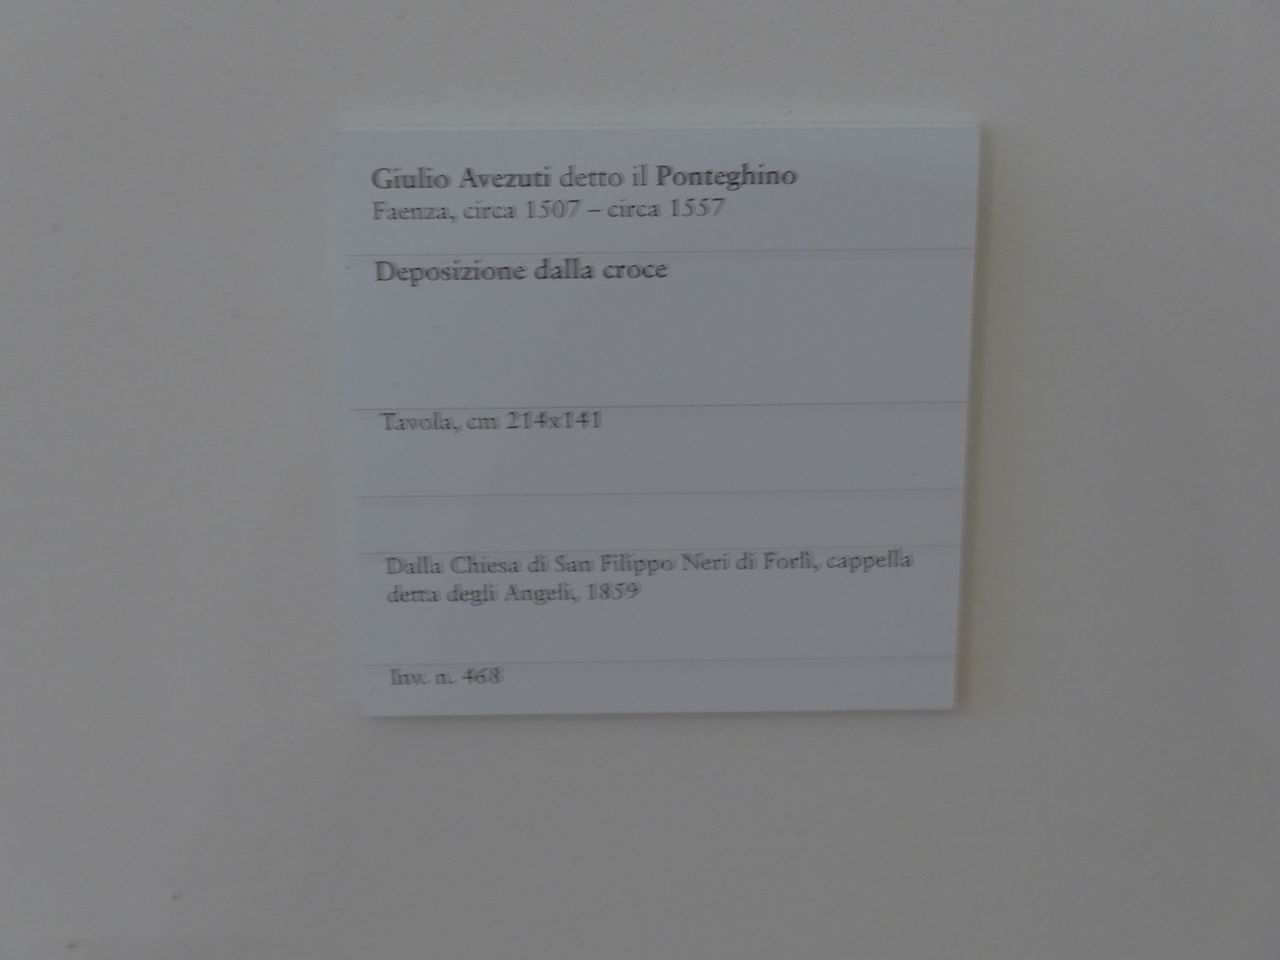 Giulio Avezuti detto il Ponteghino
Faenza, circa 1507 – circa 1557
Deposizione dalla croce
Tavola, cm 214x141
Dalla Chiesa di San Filippo Neri di Forlì, cappella
detta degli Angeli, 1859
Inv. n. 468